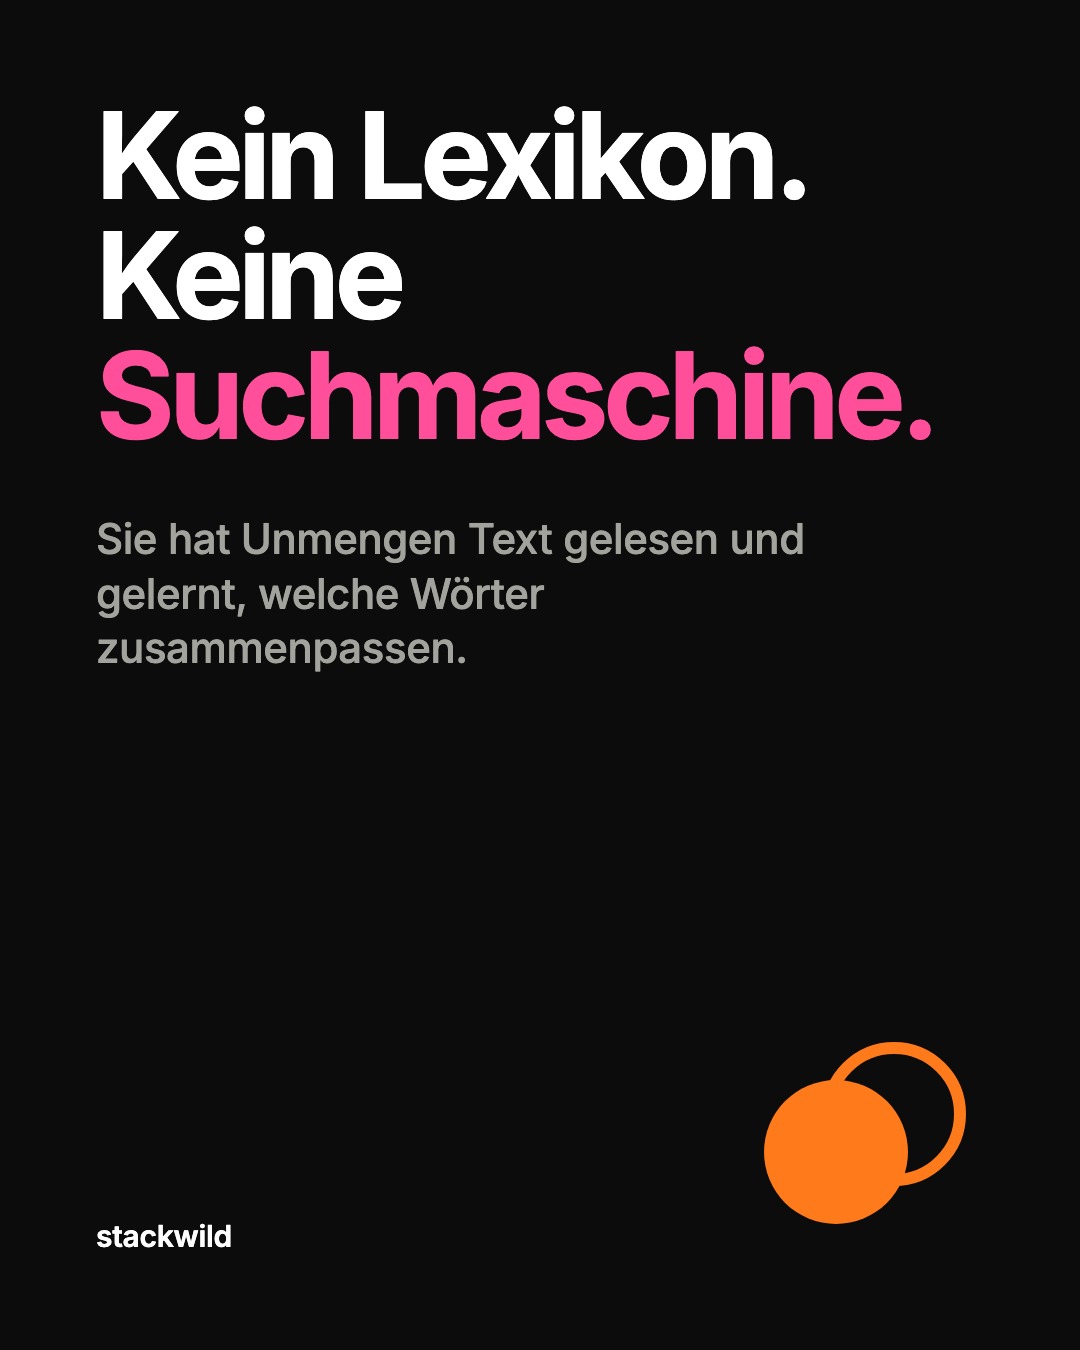 Kein Lexikon.
Keine
Suchmaschine.
Sie hat Unmengen Text gelesen und
gelernt, welche Wörter
zusammenpassen.
stackwild